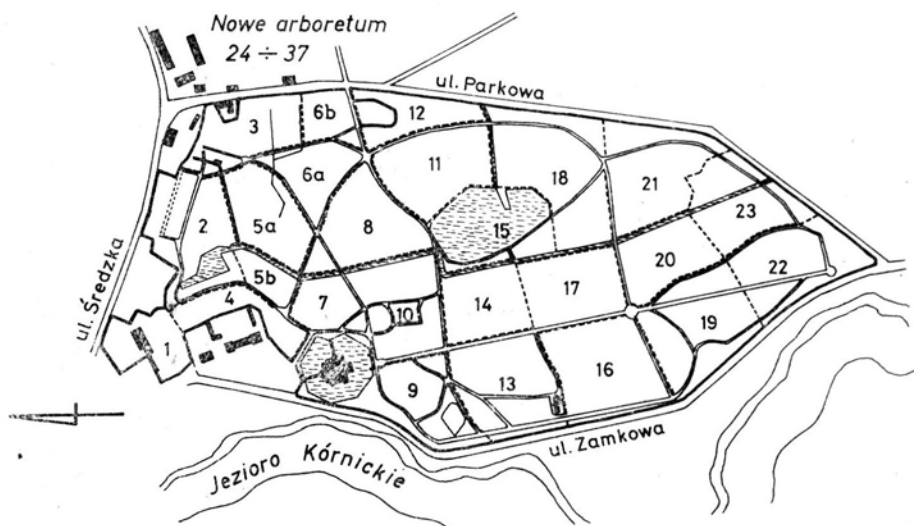 Nowe arboretum
24 ÷ 37
ul. Parkowa
3
6b
12
6a
11
18
21
2
5a
8
15
23
5b
20
22
ul. Średzka
4
7
10
14
17
19
1
9
13
16
ul. Zamkowa
Jezioro Kórnickie